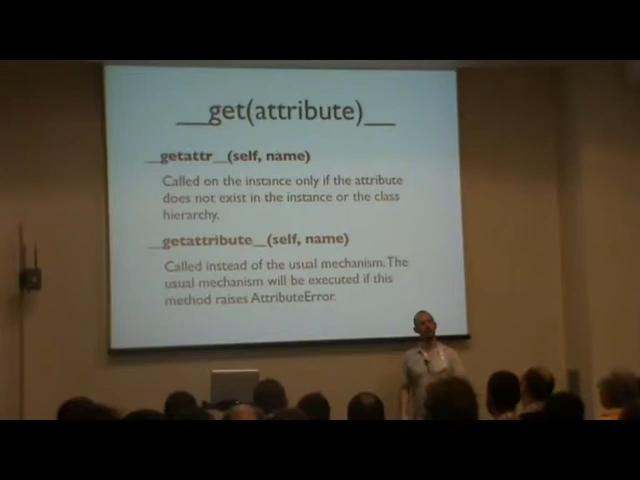 __get(attribute)__
__getattr__(self, name)
Called on the instance only if the attribute
does not exist in the instance or the class
hierarchy.
__getattribute__(self, name)
Called instead of the usual mechanism. The
usual mechanism will be executed if this
method raises AttributeError.